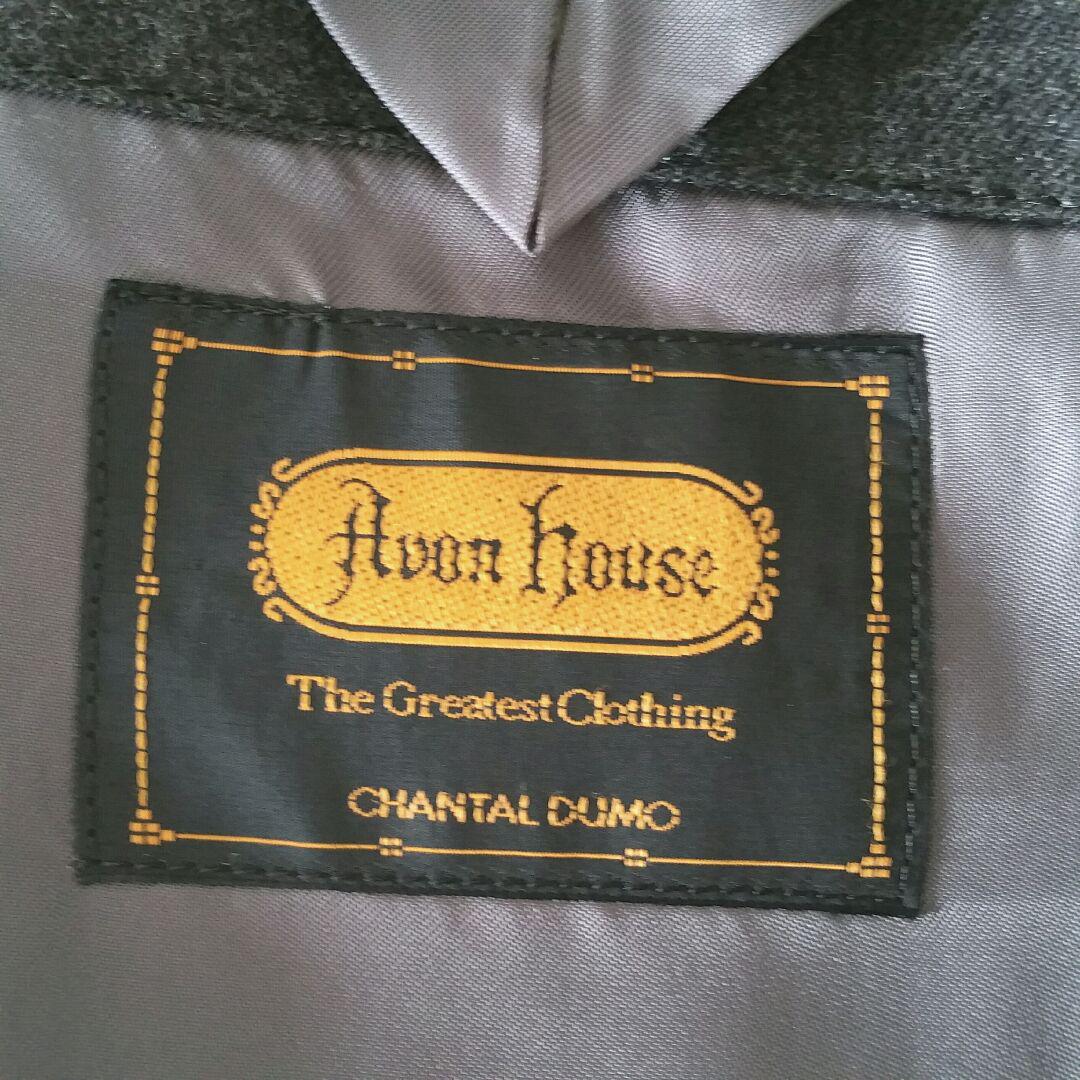 Avon House
The Greatest Clothing
CHANTAL DUMO